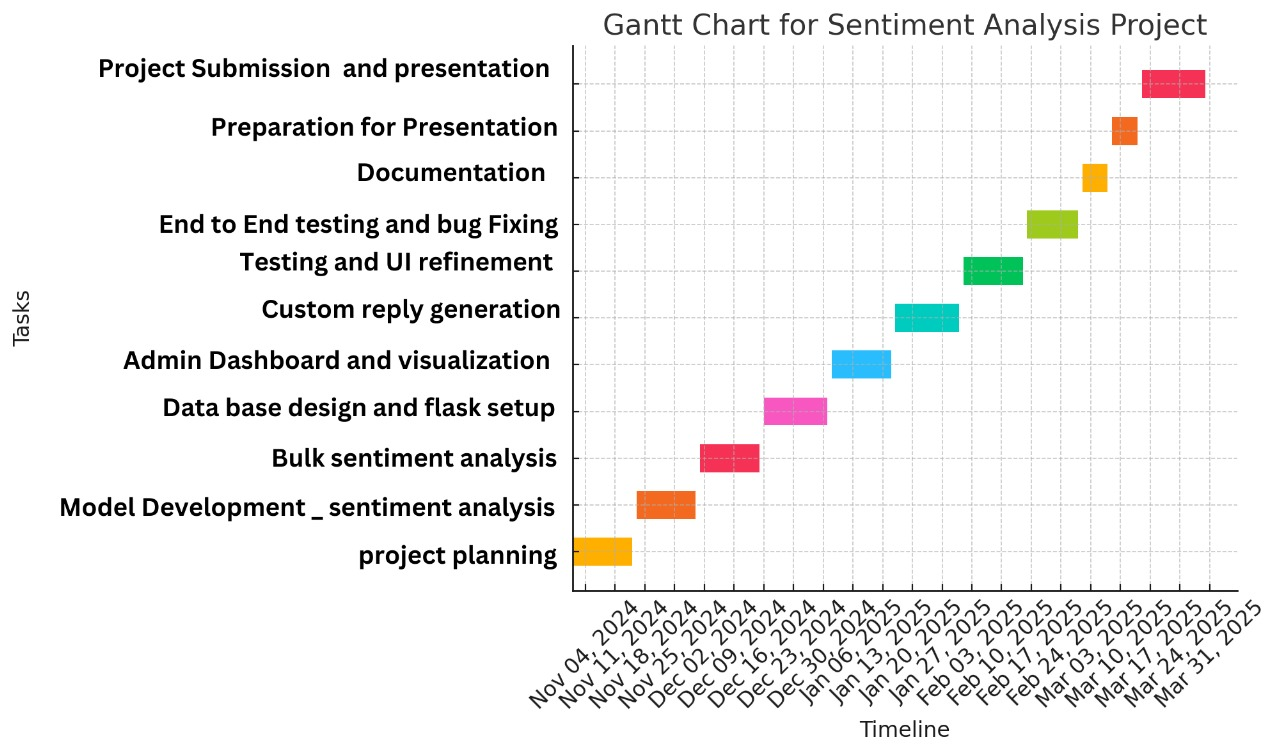 Gantt Chart for Sentiment Analysis Project
Project Submission and presentation
Preparation for Presentation
Documentation
End to End testing and bug Fixing
Testing and UI refinement
Custom reply generation
Admin Dashboard and visualization
Data base design and flask setup
Bulk sentiment analysis
Model Development _ sentiment analysis
project planning
Tasks
Nov 04, 2024
Nov 11, 2024
Nov 18, 2024
Nov 25, 2024
Dec 02, 2024
Dec 09, 2024
Dec 16, 2024
Dec 23, 2024
Dec 30, 2024
Jan 06, 2025
Jan 13, 2025
Jan 20, 2025
Jan 27, 2025
Feb 03, 2025
Feb 10, 2025
Feb 17, 2025
Feb 24, 2025
Mar 03, 2025
Mar 10, 2025
Mar 17, 2025
Mar 24, 2025
Mar 31, 2025
Timeline